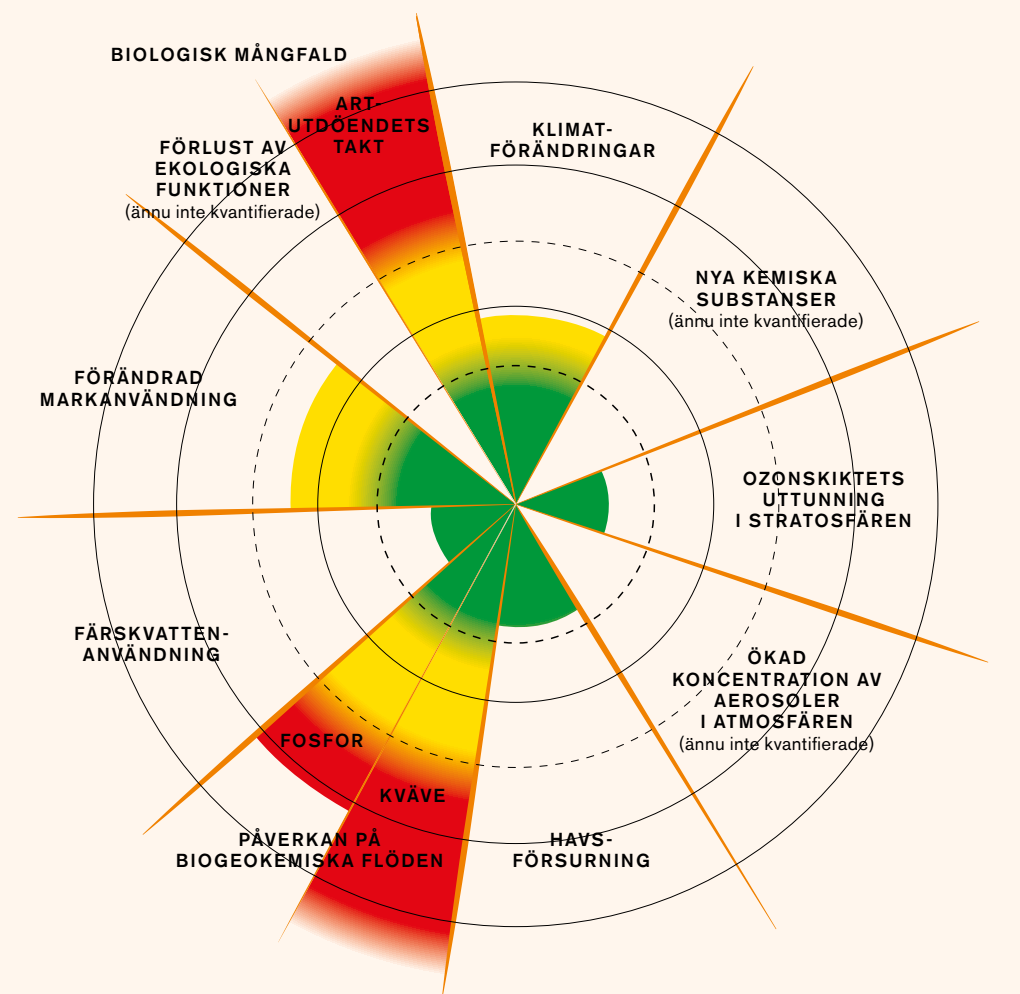 BIOLOGISK MÅNGFALD
ART-
UTDÖENDETS
TAKT
KLIMAT-
FÖRÄNDRINGAR
FÖRLUST AV
EKOLOGISKA
FUNKTIONER
(ännu inte kvantifierade)
NYA KEMISKA
SUBSTANSER
(ännu inte kvantifierade)
FÖRÄNDRAD
MARKANVÄNDNING
OZONSKIKTETS
UTTUNNING
I STRATOSFÄREN
FÄRSKVATTEN-
ANVÄNDNING
ÖKAD
KONCENTRATION AV
AEROSOLER
I ATMOSFÄREN
(ännu inte kvantifierade)
FOSFOR
KVÄVE
PÅVERKAN PÅ
BIOGEOKEMISKA FLÖDEN
HAVS-
FÖRSURNING